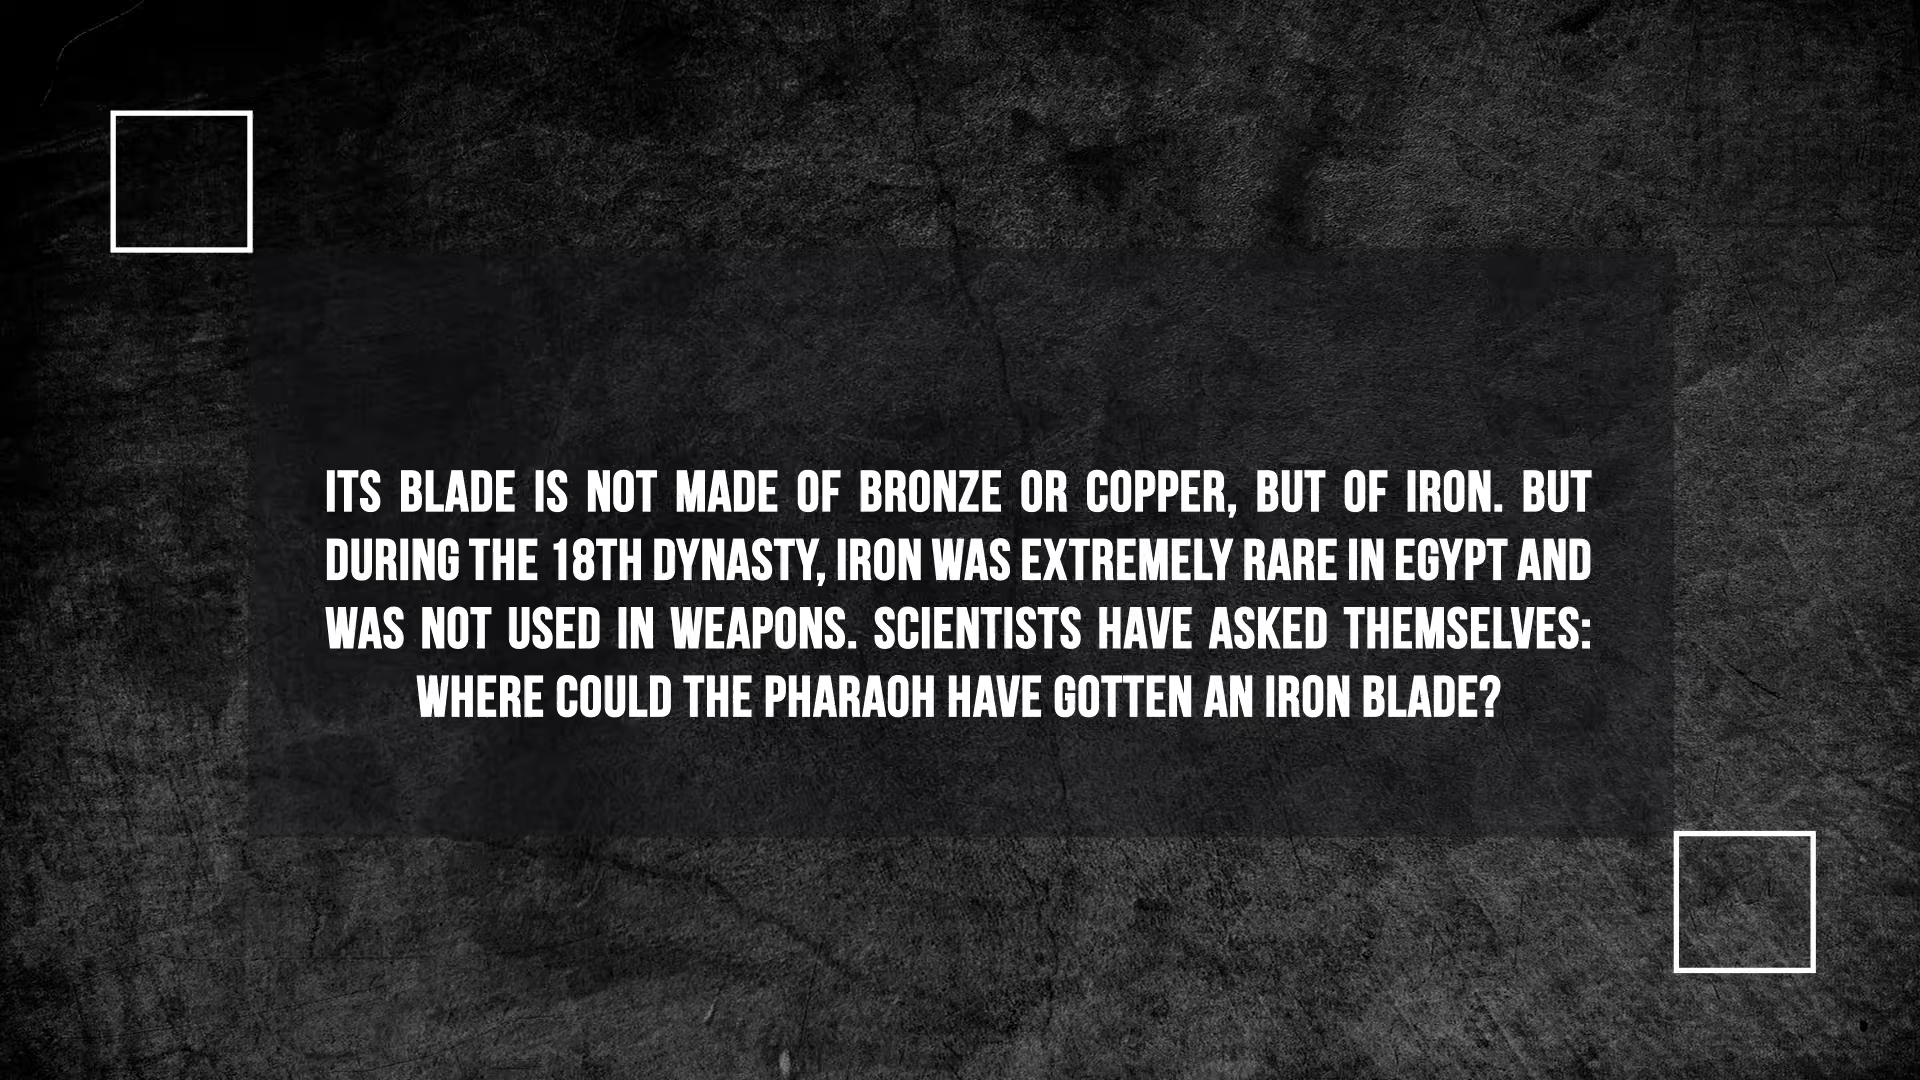 ITS BLADE IS NOT MADE OF BRONZE OR COPPER, BUT OF IRON. BUT
DURING THE 18TH DYNASTY, IRON WAS EXTREMELY RARE IN EGYPT AND
WAS NOT USED IN WEAPONS. SCIENTISTS HAVE ASKED THEMSELVES:
WHERE COULD THE PHARAOH HAVE GOTTEN AN IRON BLADE?